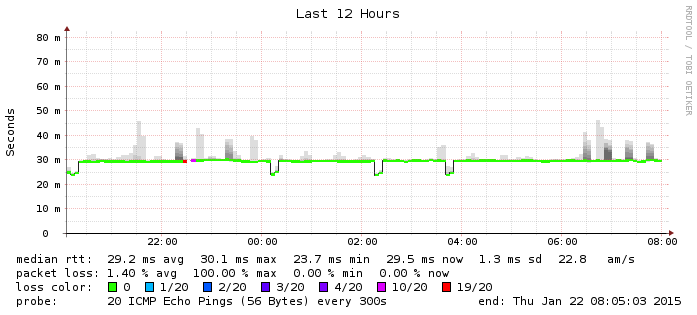 Last 12 Hours
RRDTOOL / TOBI OETIKER
Seconds
80 m
70 m
60 m
50 m
40 m
30 m
20 m
10 m
0
22:00 00:00 02:00 04:00 06:00 08:00
median rtt: 29.2 ms avg 30.1 ms max 23.7 ms min 29.5 ms now 1.3 ms sd 22.8 am/s
packet loss: 1.40 % avg 100.00 % max 0.00 % min 0.00 % now
loss color: 0 1/20 2/20 3/20 4/20 10/20 19/20
probe: 20 ICMP Echo Pings (56 Bytes) every 300s end: Thu Jan 22 08:05:03 2015